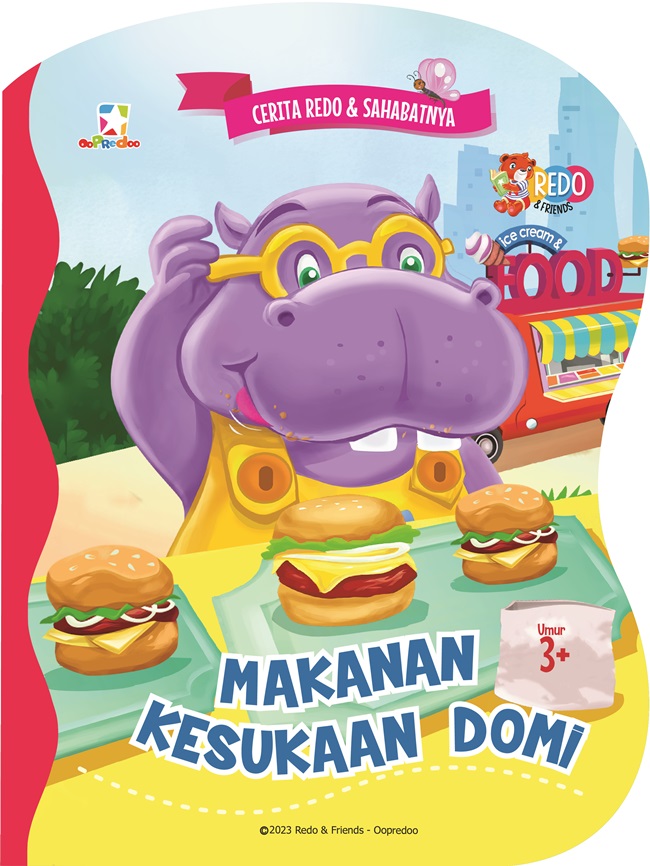 CERITA REDO & SAHABATNYA
OOPReDoo
REDO
& FRIENDS
ice cream &
FOOD
Umur
3+
MAKANAN
KESUKAAN DOMi
©2023 Redo & Friends - Oopredoo